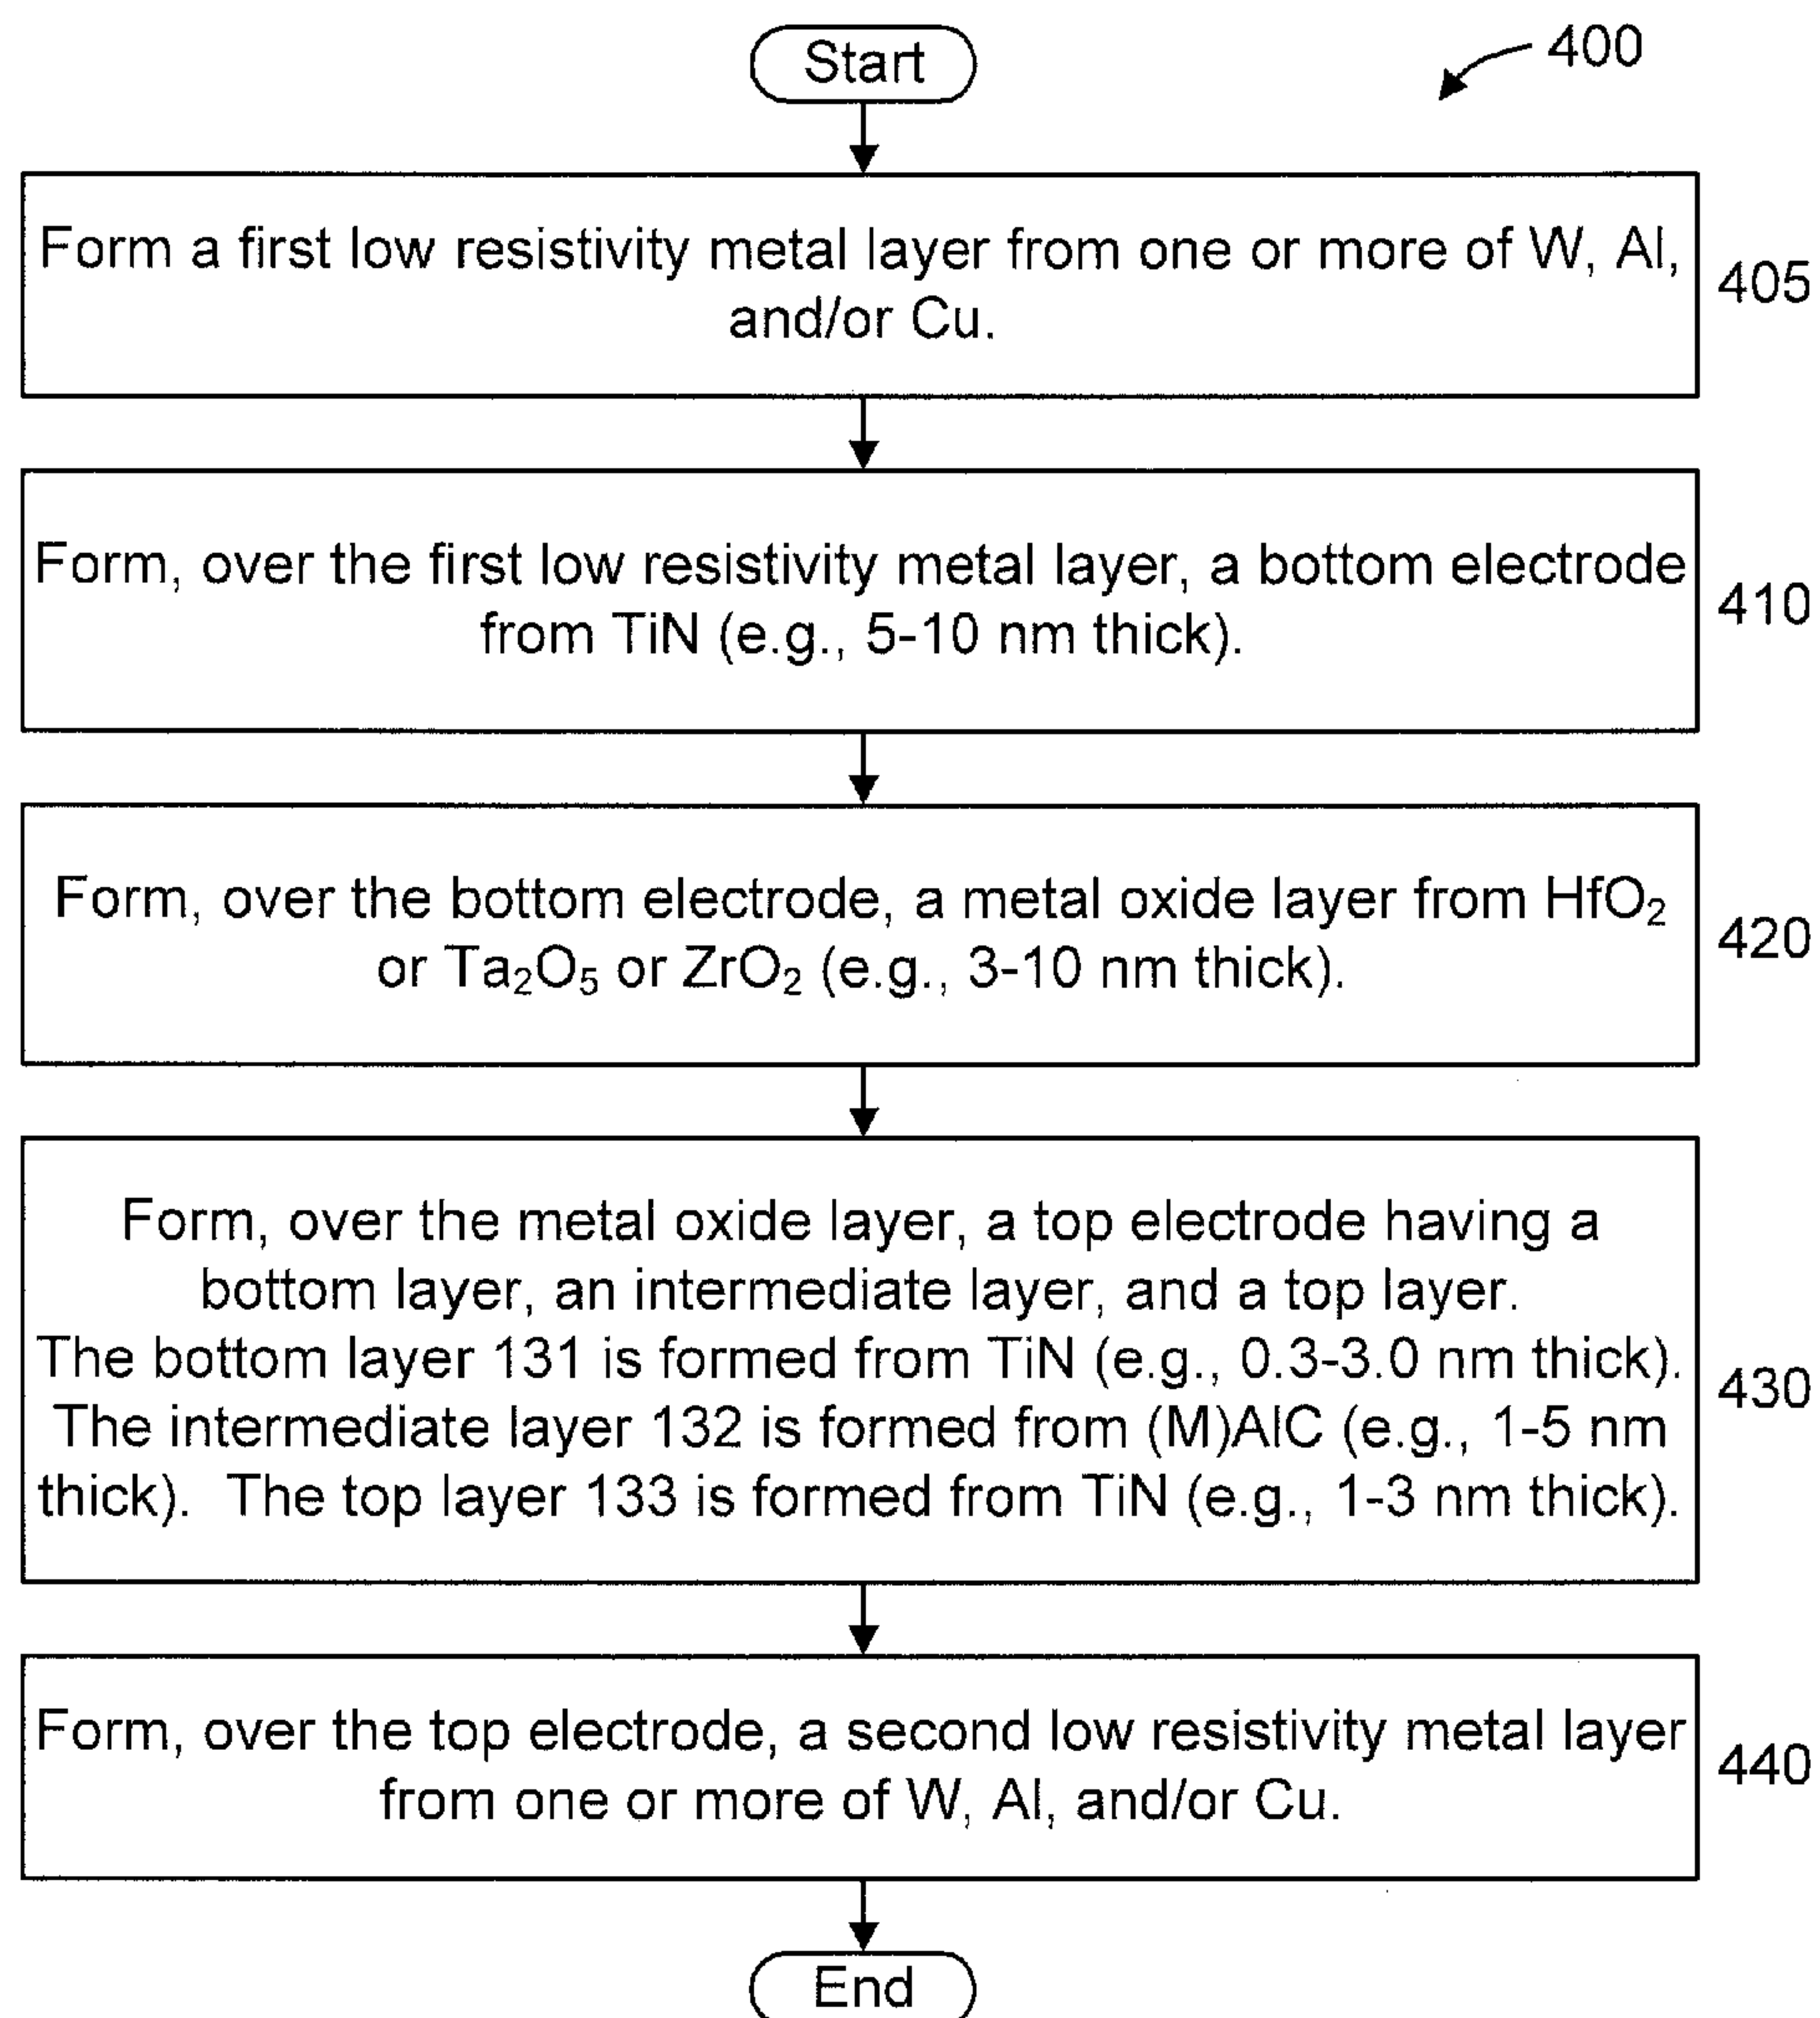 Start
400
Form a first low resistivity metal layer from one or more of W, Al,
and/or Cu.
405
Form, over the first low resistivity metal layer, a bottom electrode
from TiN (e.g., 5-10 nm thick).
410
Form, over the bottom electrode, a metal oxide layer from HfO₂
or Ta₂O₅ or ZrO₂ (e.g., 3-10 nm thick).
420
Form, over the metal oxide layer, a top electrode having a
bottom layer, an intermediate layer, and a top layer.
The bottom layer 131 is formed from TiN (e.g., 0.3-3.0 nm thick).
The intermediate layer 132 is formed from (M)AlC (e.g., 1-5 nm
thick). The top layer 133 is formed from TiN (e.g., 1-3 nm thick).
430
Form, over the top electrode, a second low resistivity metal layer
from one or more of W, Al, and/or Cu.
440
End